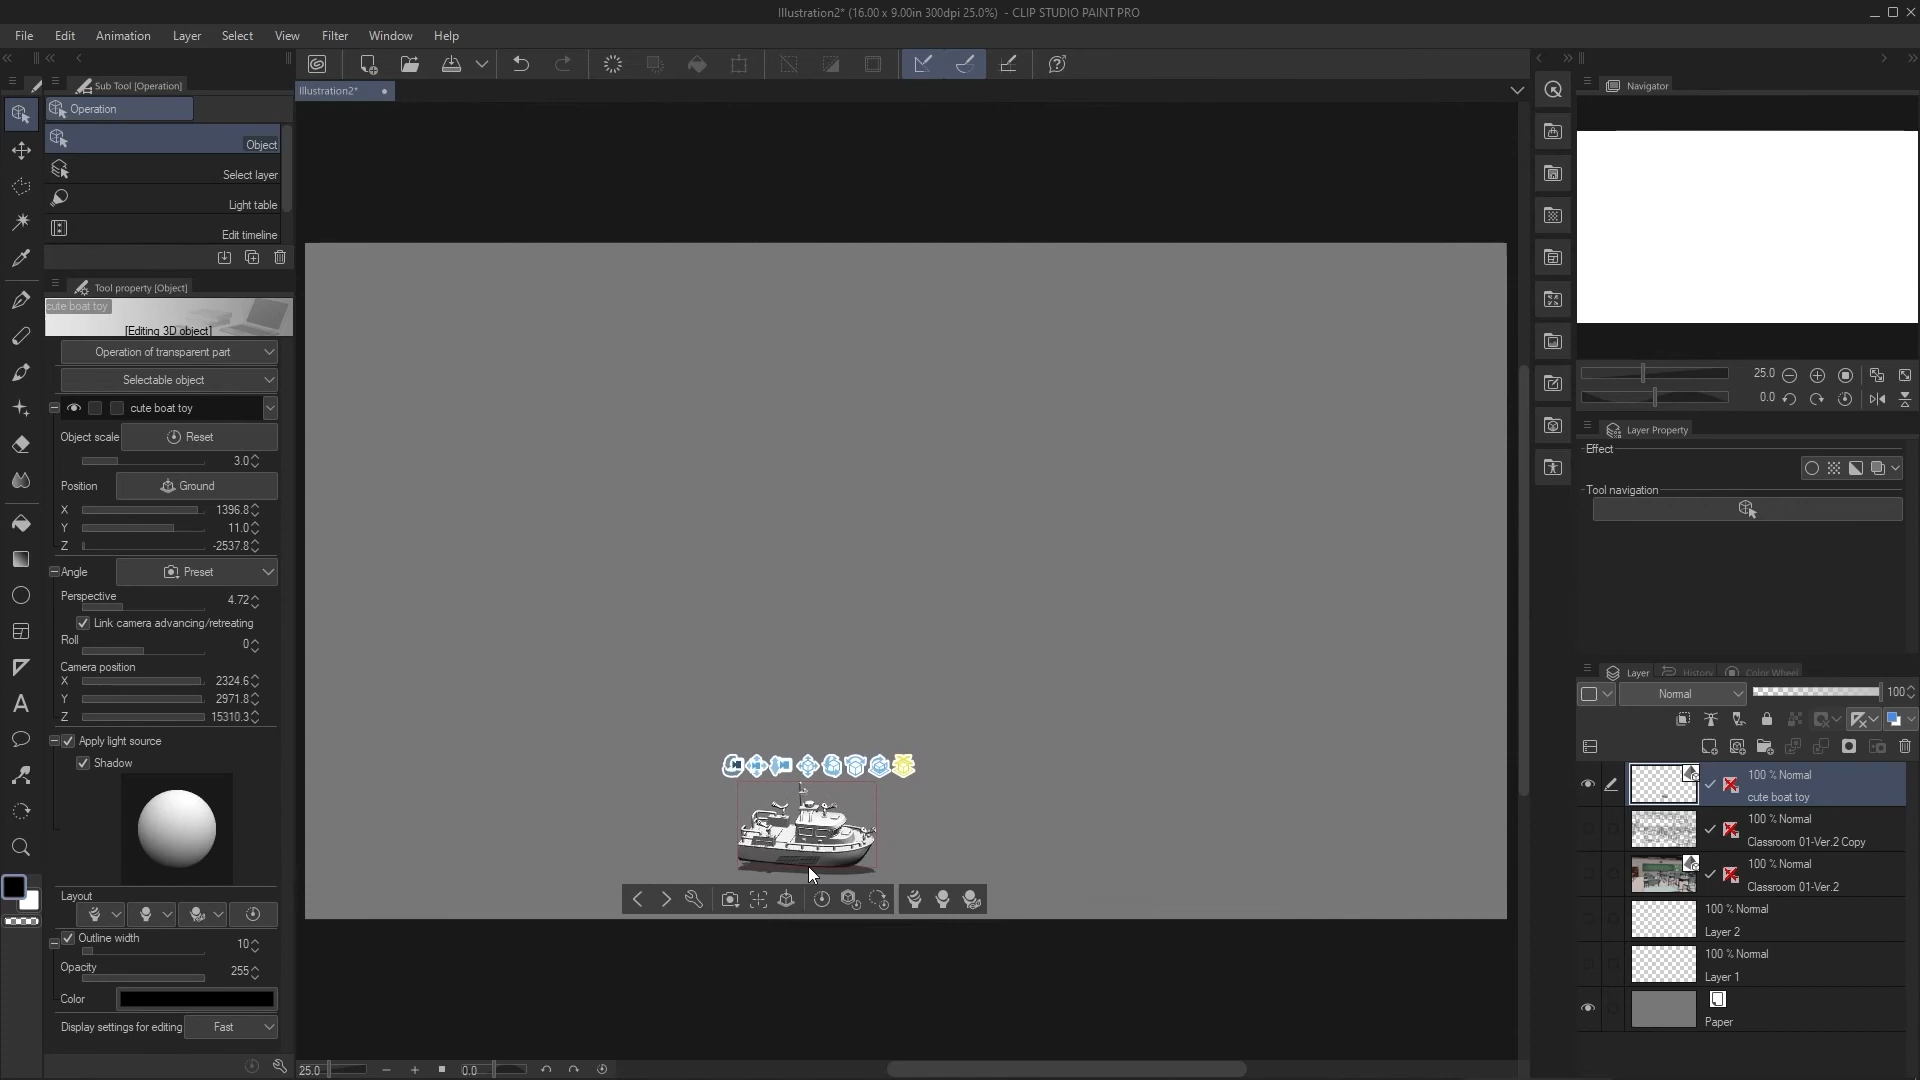 Illustration2* (16.00 x 9.00in 300dpi 25.0%) - CLIP STUDIO PAINT PRO
File Edit Animation Layer Select View Filter Window Help
Sub Tool [Operation]
Operation
Object
Select layer
Light table
Edit timeline
Tool property [Object]
cute boat toy
[Editing 3D object]
Operation of transparent part
Selectable object
cute boat toy
Object scale Reset
3.0
Position Ground
X 1396.8
Y 11.0
Z -2537.8
Angle Preset
Perspective
4.72
Link camera advancing/retreating
Roll
0
Camera position
X 2324.6
Y 2971.8
Z 15310.3
Apply light source
Shadow
Layout
Outline width
10
Opacity
255
Color
Display settings for editing Fast
Illustration2*
25.0
0.0
Navigator
25.0
0.0
Layer Property
Effect
Tool navigation
Layer History Color Wheel
Normal 100
100 % Normal
cute boat toy
100 % Normal
Classroom 01-Ver.2 Copy
100 % Normal
Classroom 01-Ver.2
100 % Normal
Layer 2
100 % Normal
Layer 1
Paper